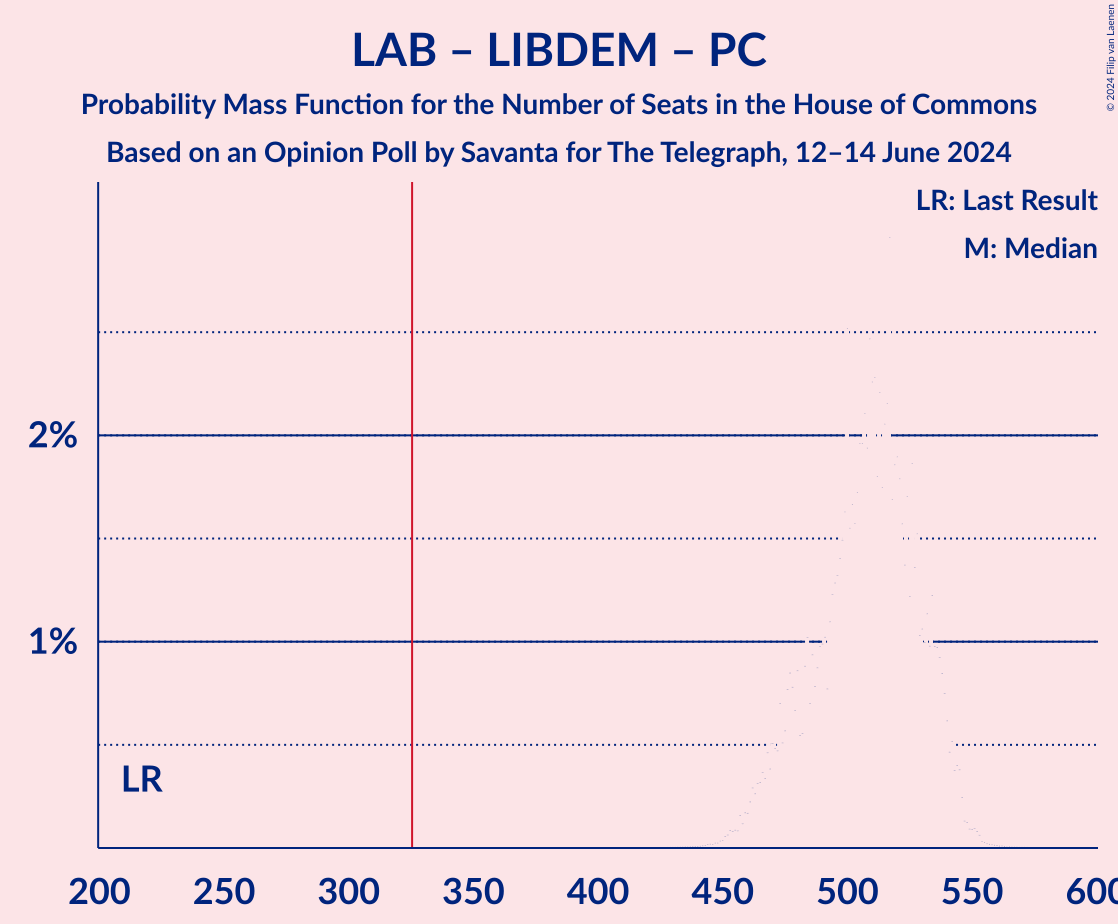 LAB – LIBDEM – PC
Probability Mass Function for the Number of Seats in the House of Commons
Based on an Opinion Poll by Savanta for The Telegraph, 12–14 June 2024
© 2024 Filip van Laenen
LR: Last Result
M: Median
2%
1%
LR
200 250 300 350 400 450 500 550 600